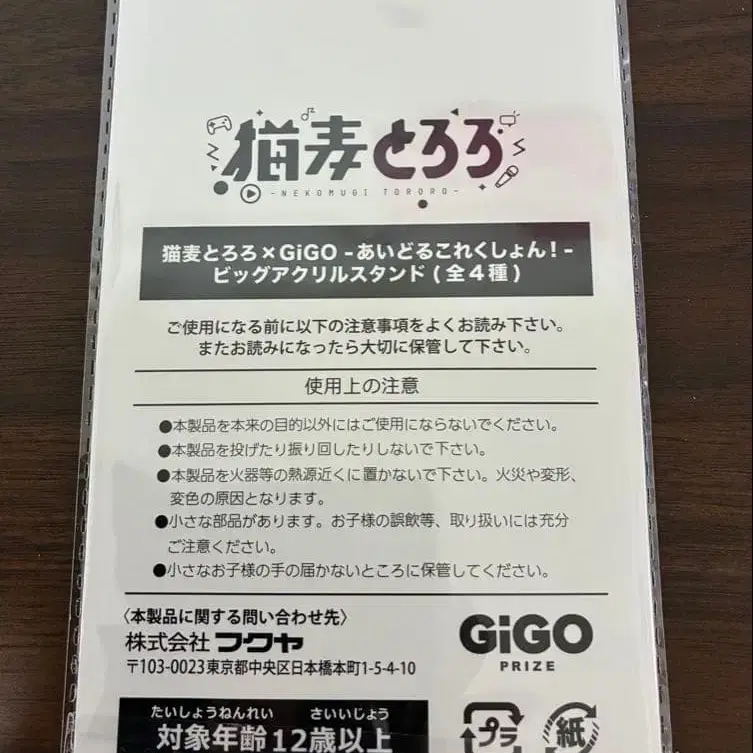 猫麦とろろ
-NEKOMUGI TORORO-
猫麦とろろ×GiGO -あいどるこれくしょん!-
ビッグアクリルスタンド(全4種)
ご使用になる前に以下の注意事項をよくお読み下さい。
またお読みになったら大切に保管して下さい。
使用上の注意
●本製品を本来の目的以外にはご使用にならないでください。
●本製品を投げたり振り回したりしないで下さい。
●本製品を火器等の熱源近くに置かないで下さい。火災や変形、
変色の原因となります。
●小さな部品があります。お子様の誤飲等、取り扱いには充分
ご注意ください。
●小さなお子様の手の届かないところに保管してください。
〈本製品に関する問い合わせ先〉
株式会社フクヤ
〒103-0023東京都中央区日本橋本町1-5-4-10
GiGO
PRIZE
たいしょうねんれい さいいじょう
対象年齢12歳以上
プラ
紙